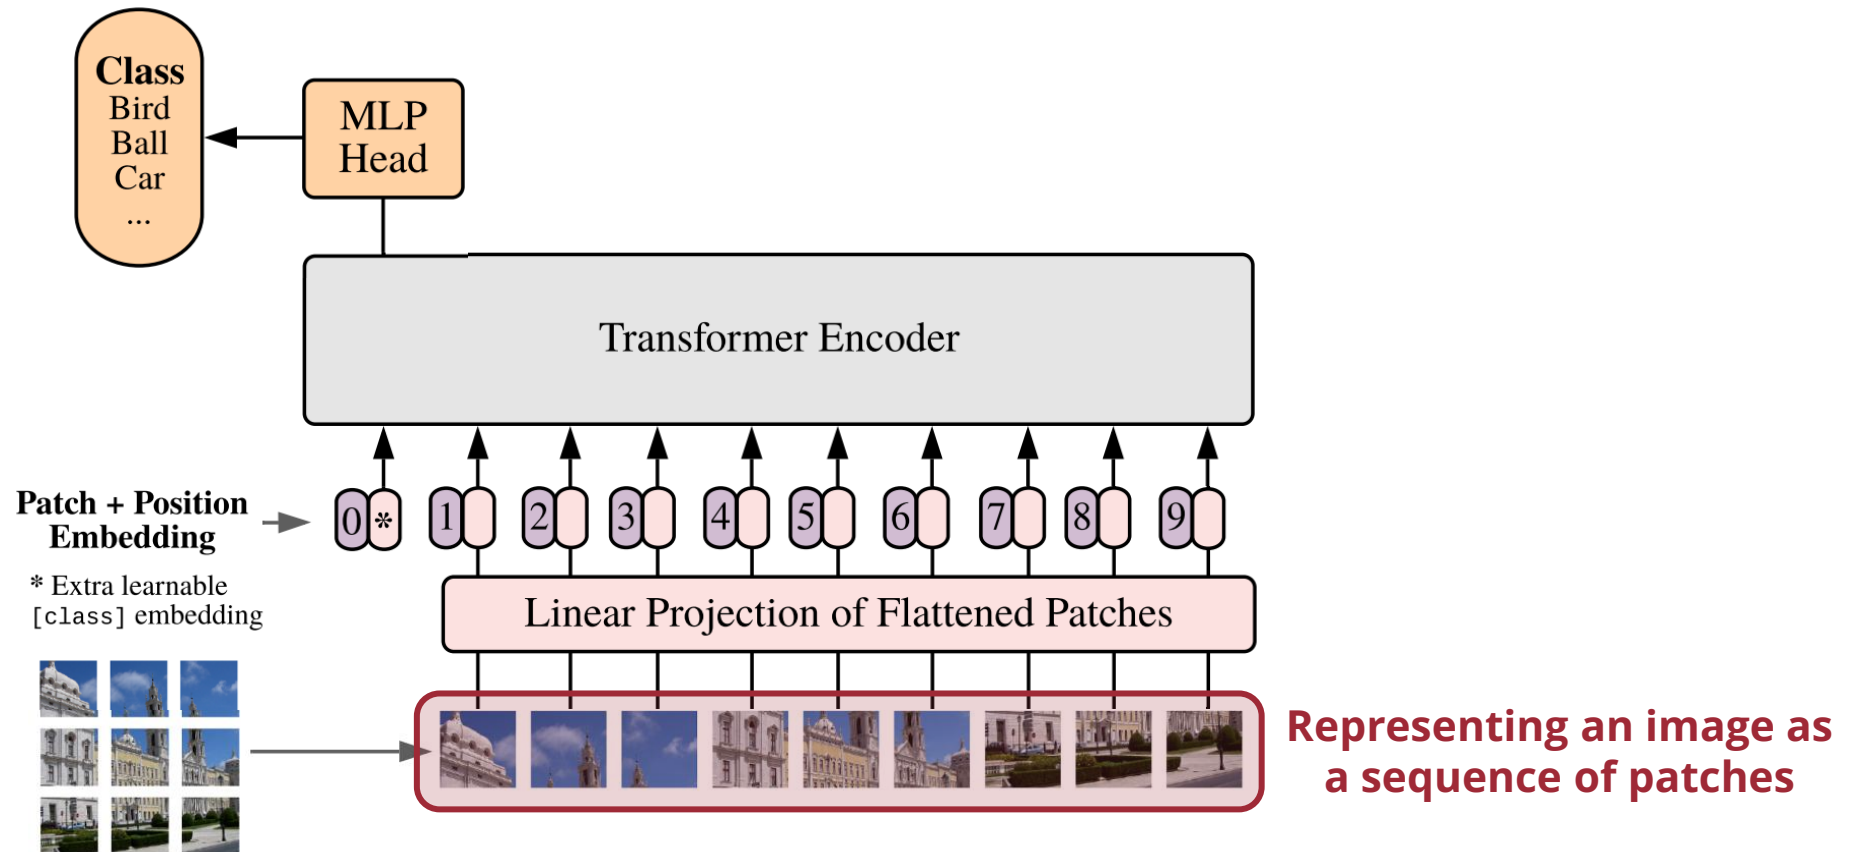 Class
Bird
Ball
Car
...
MLP
Head
Transformer Encoder
Patch + Position
Embedding
* Extra learnable
[class] embedding
0 * 1 2 3 4 5 6 7 8 9
Linear Projection of Flattened Patches
Representing an image as
a sequence of patches